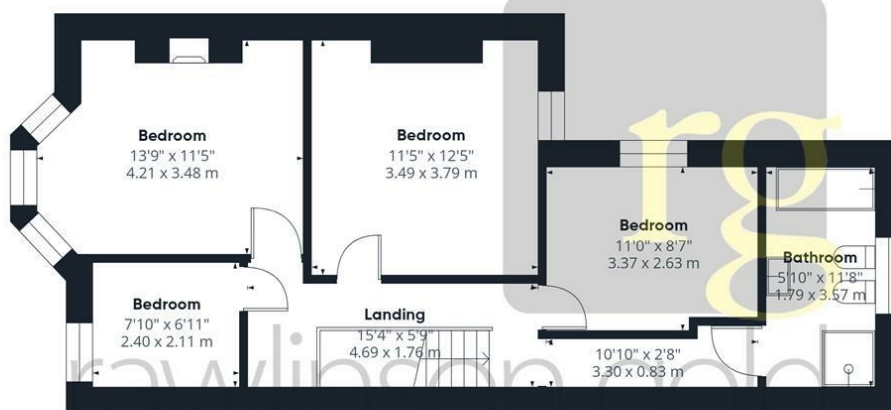 Bedroom
13'9" x 11'5"
4.21 x 3.48 m
Bedroom
11'5" x 12'5"
3.49 x 3.79 m
Bedroom
11'0" x 8'7"
3.37 x 2.63 m
Bathroom
5'10" x 11'8"
1.79 x 3.57 m
Bedroom
7'10" x 6'11"
2.40 x 2.11 m
Landing
15'4" x 5'9"
4.69 x 1.76 m
10'10" x 2'8"
3.30 x 0.83 m
rg
rawlinson gold